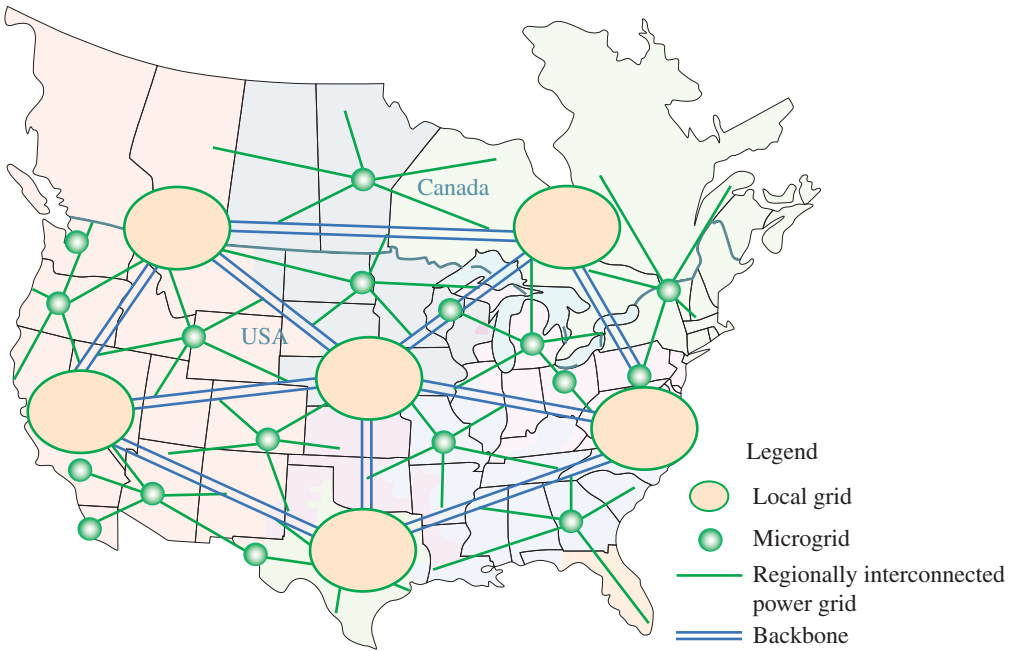 Canada
USA
Legend
Local grid
Microgrid
Regionally interconnected
power grid
Backbone